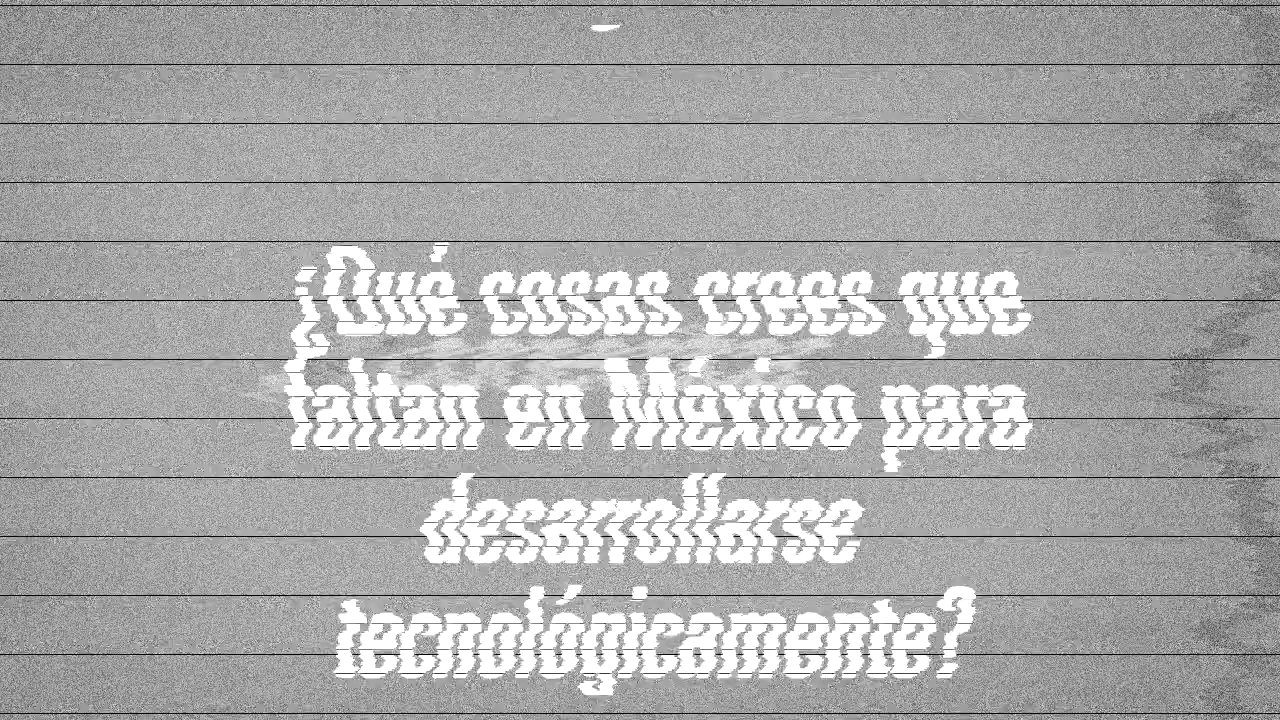 ¿Qué cosas crees que
faltan en México para
desarrollarse
tecnológicamente?